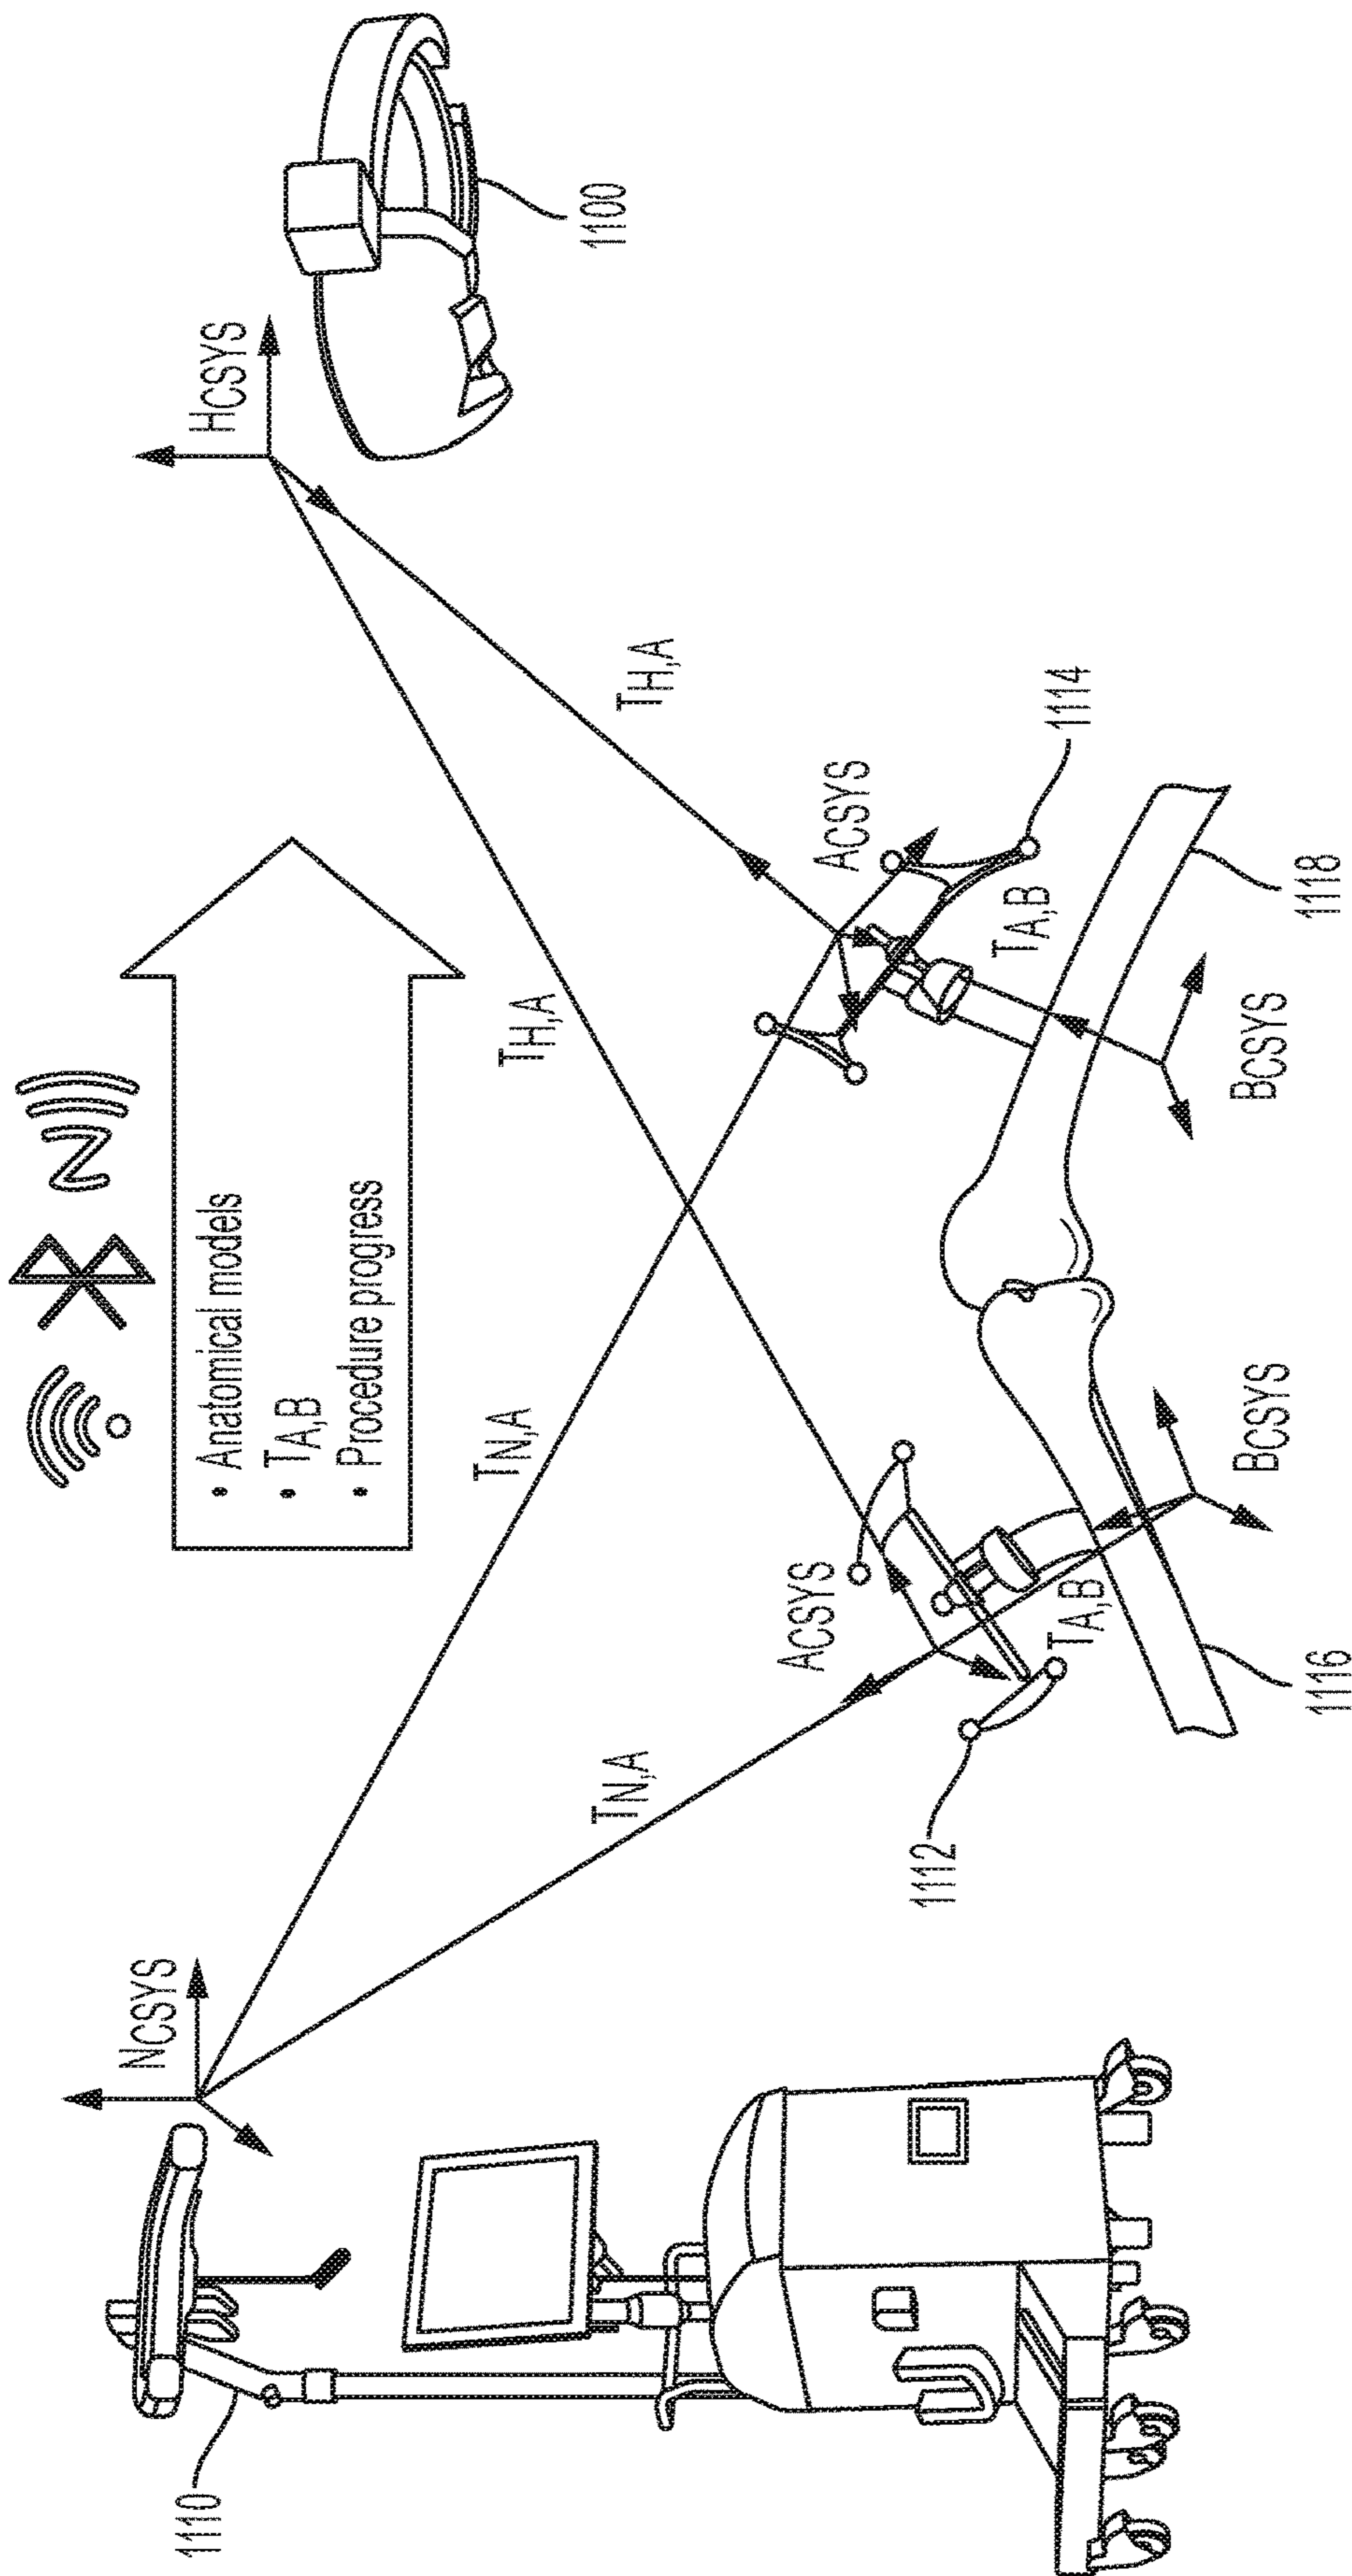 • Anatomical models
• TA,B
• Procedure progress
NCSYS
HCSYS
1110
1100
TN,A
TN,A
TH,A
TH,A
ACSYS
ACSYS
1112
1114
TA,B
TA,B
BCSYS
BCSYS
1116
1118